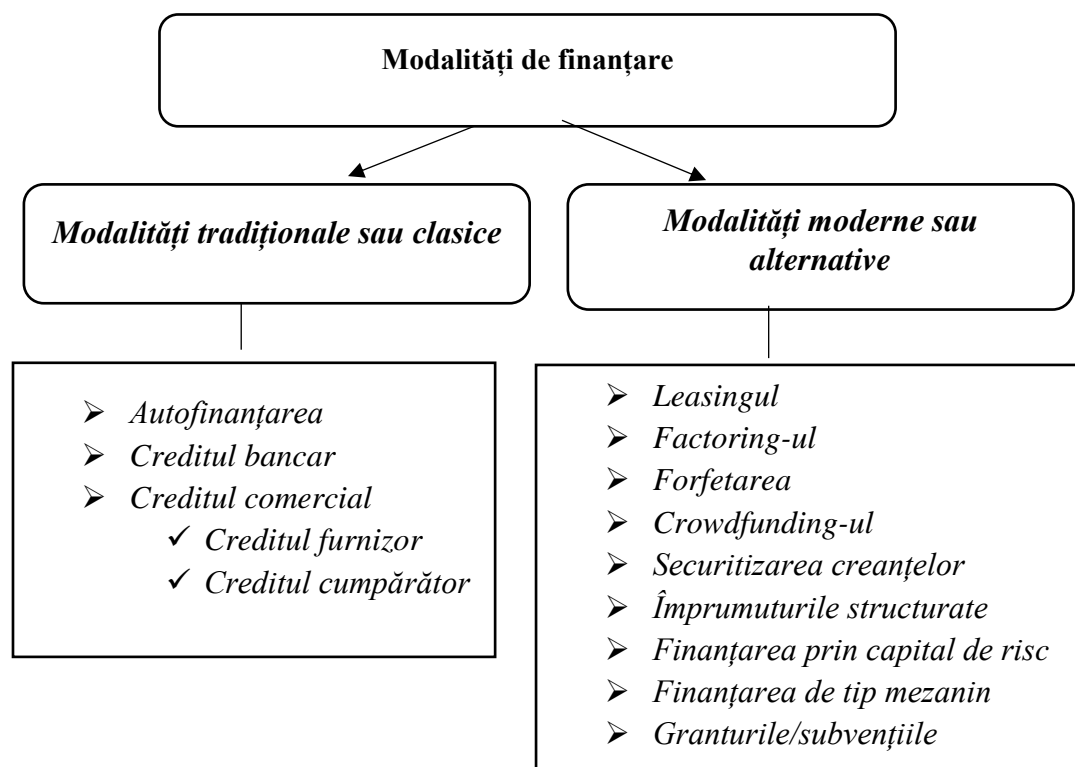 Modalități de finanțare
Modalități tradiționale sau clasice
Modalități moderne sau
alternative
➢ Autofinanțarea
➢ Creditul bancar
➢ Creditul comercial
✓ Creditul furnizor
✓ Creditul cumpărător
➢ Leasingul
➢ Factoring-ul
➢ Forfetarea
➢ Crowdfunding-ul
➢ Securitizarea creanțelor
➢ Împrumuturile structurate
➢ Finanțarea prin capital de risc
➢ Finanțarea de tip mezanin
➢ Granturile/subvențiile